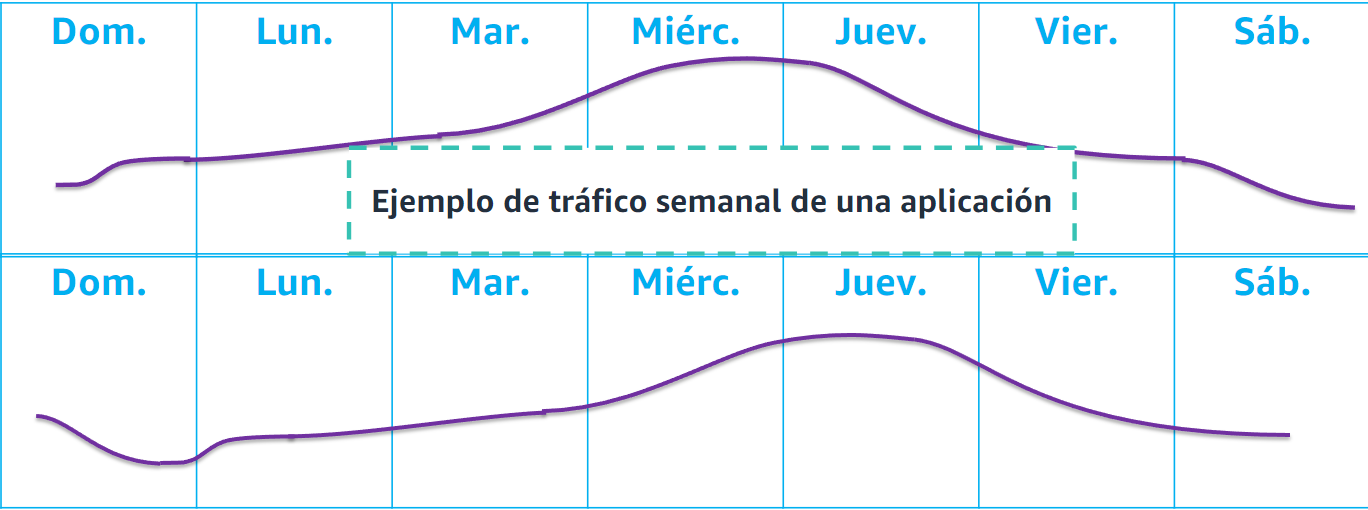 Dom. Lun. Mar. Miérc. Juev. Vier. Sáb.
Ejemplo de tráfico semanal de una aplicación
Dom. Lun. Mar. Miérc. Juev. Vier. Sáb.